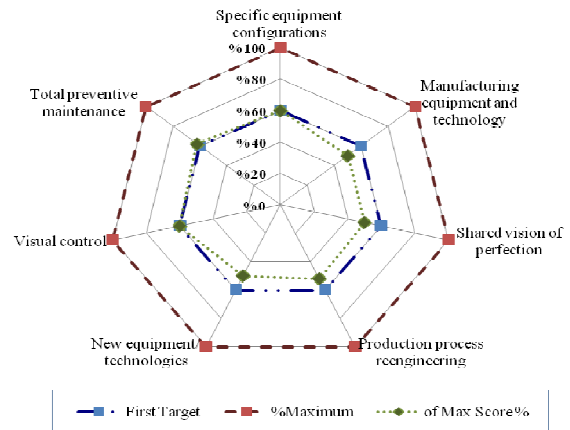 Specific equipment
configurations
%100
%80
%60
%40
%20
%0
Manufacturing
equipment and
technology
Shared vision of
perfection
Production process
reengineering
New equipment
technologies
Visual control
Total preventive
maintenance
First Target
%Maximum
of Max Score%